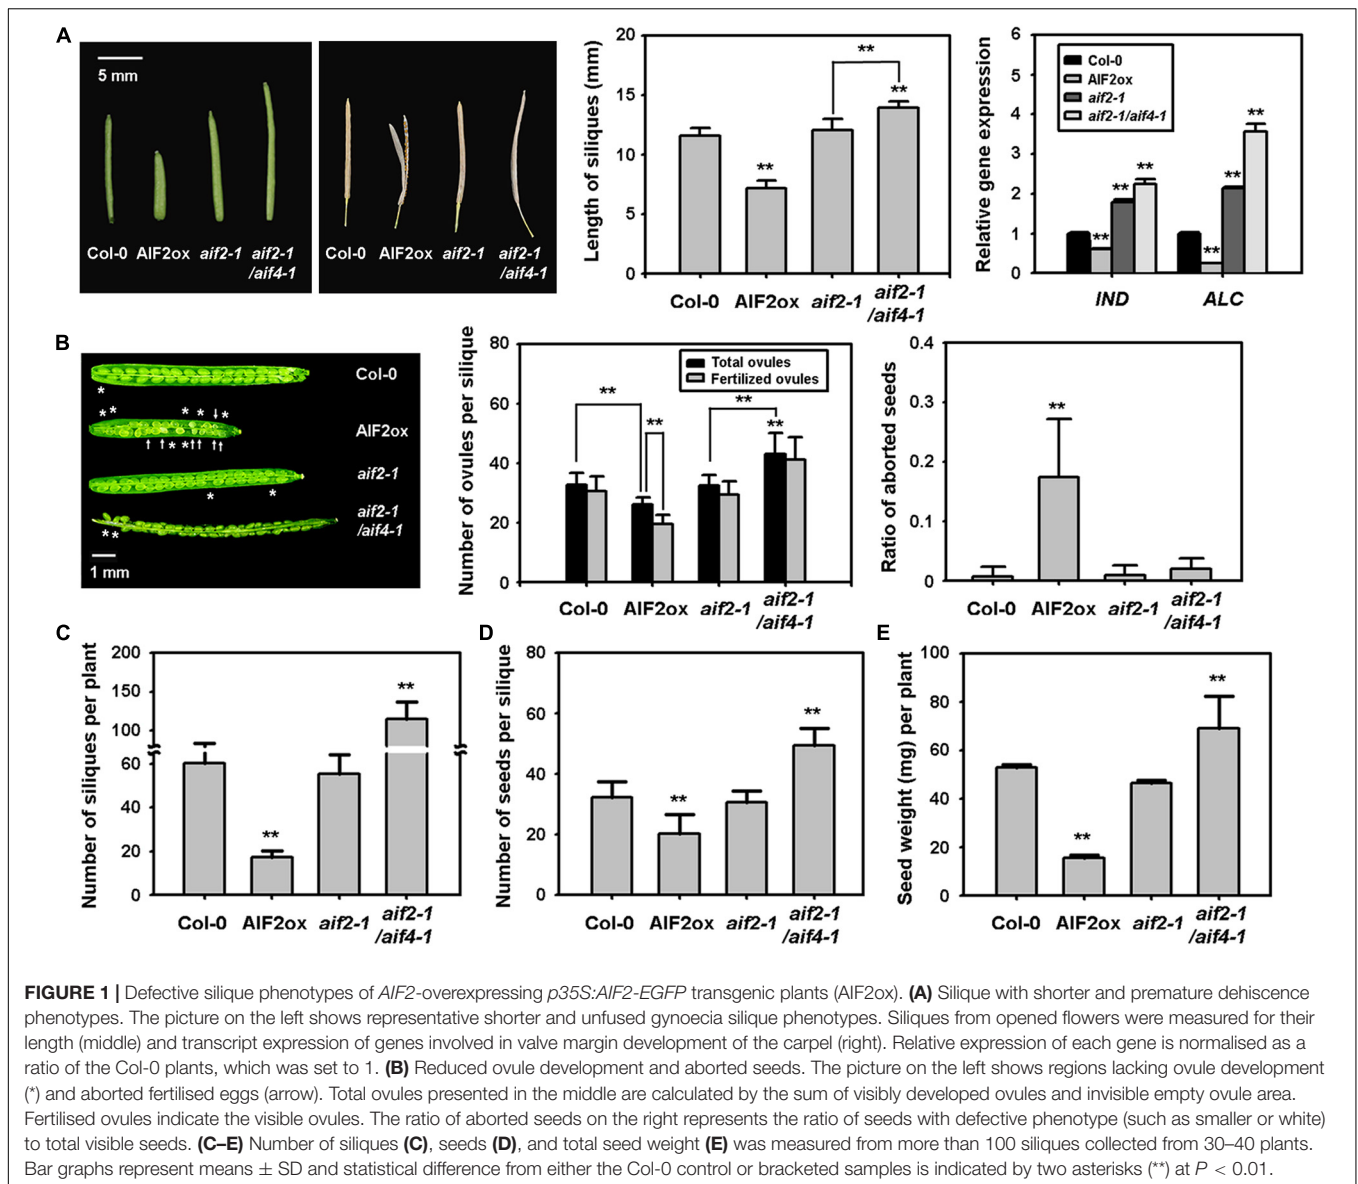 A
5 mm
Col-0 AIF2ox aif2-1 aif2-1
/aif4-1
Col-0 AIF2ox aif2-1 aif2-1
/aif4-1
Length of siliques (mm)
20
15
10
5
0
**
**
**
Col-0 AIF2ox aif2-1 aif2-1
/aif4-1
Relative gene expression
6
5
4
3
2
1
0
Col-0
AIF2ox
aif2-1
aif2-1/aif4-1
** ** **
** ** **
IND ALC
B
*
Col-0
* * * * *
* * *
AIF2ox
* *
aif2-1
* *
aif2-1
/aif4-1
1 mm
Number of ovules per silique
80
60
40
20
0
Total ovules
Fertilized ovules
** **
** **
Col-0 AIF2ox aif2-1 aif2-1
/aif4-1
Ratio of aborted seeds
0.4
0.3
0.2
0.1
0
**
Col-0 AIF2ox aif2-1 aif2-1
/aif4-1
C
Number of siliques per plant
200
150
100
60
40
20
0
**
**
Col-0 AIF2ox aif2-1 aif2-1
/aif4-1
D
Number of seeds per silique
80
60
40
20
0
**
**
Col-0 AIF2ox aif2-1 aif2-1
/aif4-1
E
Seed weight (mg) per plant
100
80
60
40
20
0
**
**
Col-0 AIF2ox aif2-1 aif2-1
/aif4-1
FIGURE 1 | Defective silique phenotypes of AIF2-overexpressing p35S:AIF2-EGFP transgenic plants (AIF2ox). (A) Silique with shorter and premature dehiscence
phenotypes. The picture on the left shows representative shorter and unfused gynoecia silique phenotypes. Siliques from opened flowers were measured for their
length (middle) and transcript expression of genes involved in valve margin development of the carpel (right). Relative expression of each gene is normalised as a
ratio of the Col-0 plants, which was set to 1. (B) Reduced ovule development and aborted seeds. The picture on the left shows regions lacking ovule development
(*) and aborted fertilised eggs (arrow). Total ovules presented in the middle are calculated by the sum of visibly developed ovules and invisible empty ovule area.
Fertilised ovules indicate the visible ovules. The ratio of aborted seeds on the right represents the ratio of seeds with defective phenotype (such as smaller or white)
to total visible seeds. (C–E) Number of siliques (C), seeds (D), and total seed weight (E) was measured from more than 100 siliques collected from 30–40 plants.
Bar graphs represent means ± SD and statistical difference from either the Col-0 control or bracketed samples is indicated by two asterisks (**) at P < 0.01.